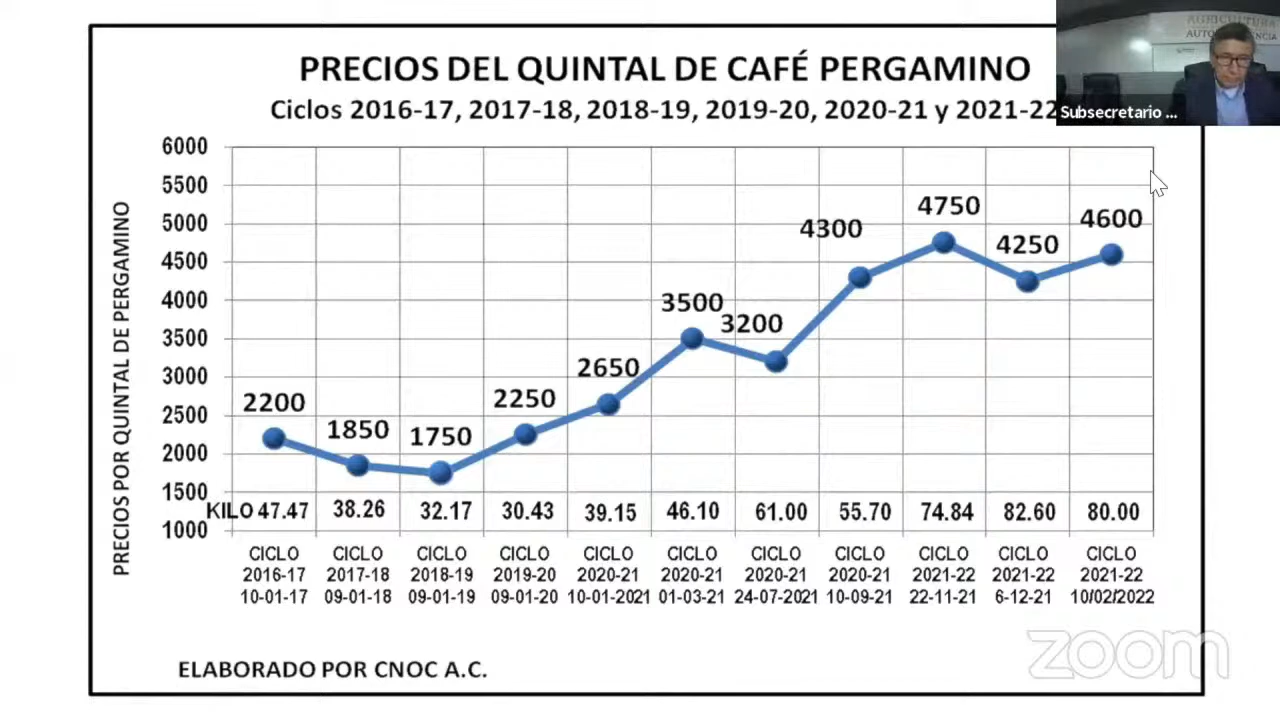 PRECIOS DEL QUINTAL DE CAFÉ PERGAMINO
Ciclos 2016-17, 2017-18, 2018-19, 2019-20, 2020-21 y 2021-22
AGRICULTURA
Subsecretario ...
PRECIOS POR QUINTAL DE PERGAMINO
6000
5500
5000
4500
4000
3500
3000
2500
2000
1500
1000
2200
1850
1750
2250
2650
3500
3200
4300
4750
4250
4600
KILO 47.47 38.26 32.17 30.43 39.15 46.10 61.00 55.70 74.84 82.60 80.00
CICLO CICLO CICLO CICLO CICLO CICLO CICLO CICLO CICLO CICLO CICLO
2016-17 2017-18 2018-19 2019-20 2020-21 2020-21 2020-21 2020-21 2021-22 2021-22 2021-22
10-01-17 09-01-18 09-01-19 09-01-20 10-01-2021 01-03-21 24-07-2021 10-09-21 22-11-21 6-12-21 10/02/2022
ELABORADO POR CNOC A.C.
zoom